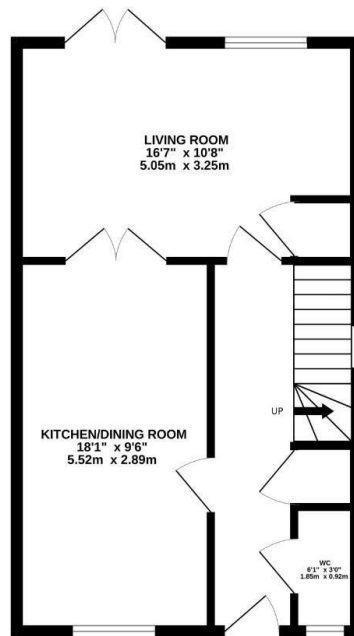 LIVING ROOM
16'7" x 10'8"
5.05m x 3.25m
KITCHEN/DINING ROOM
18'1" x 9'6"
5.52m x 2.89m
UP
WC
6'1" x 3'0"
1.85m x 0.92m